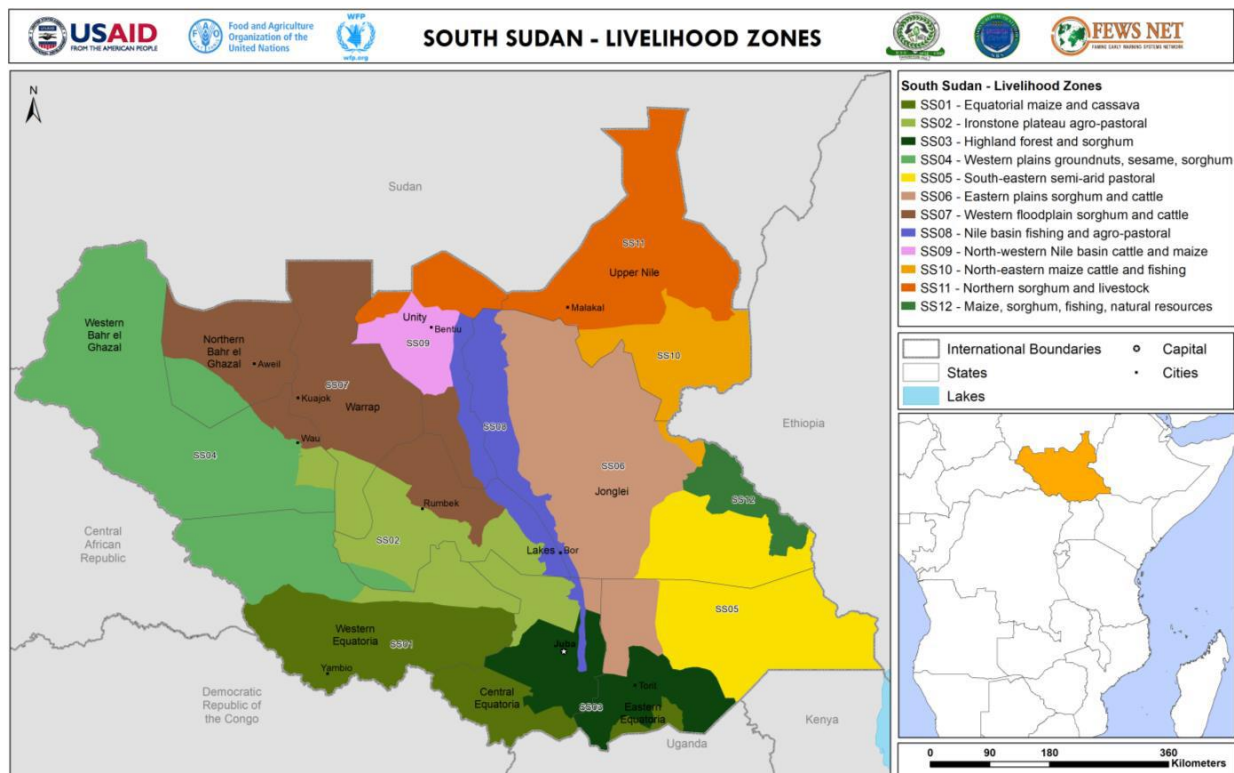 USAID
FROM THE AMERICAN PEOPLE
FAO
Food and Agriculture
Organization of the
United Nations
WFP
wfp.org
SOUTH SUDAN - LIVELIHOOD ZONES
FEWS NET
FAMINE EARLY WARNING SYSTEMS NETWORK
N
Sudan
SS11
Upper Nile
Malakal
Western
Bahr el
Ghazal
Northern
Bahr el
Ghazal
Aweil
Unity
Bentiu
SS09
SS10
SS07
Kuajok
Warrap
Wau
SS04
SS08
Ethiopia
SS06
Jonglei
SS12
Rumbek
SS02
Central
African
Republic
Lakes
Bor
SS05
Western
Equatoria
SS01
Yambio
Juba
Central
Equatoria
SS03
Torit
Eastern
Equatoria
Democratic
Republic of
the Congo
Uganda
Kenya
South Sudan - Livelihood Zones
SS01 - Equatorial maize and cassava
SS02 - Ironstone plateau agro-pastoral
SS03 - Highland forest and sorghum
SS04 - Western plains groundnuts, sesame, sorghum
SS05 - South-eastern semi-arid pastoral
SS06 - Eastern plains sorghum and cattle
SS07 - Western floodplain sorghum and cattle
SS08 - Nile basin fishing and agro-pastoral
SS09 - North-western Nile basin cattle and maize
SS10 - North-eastern maize cattle and fishing
SS11 - Northern sorghum and livestock
SS12 - Maize, sorghum, fishing, natural resources
International Boundaries
States
Lakes
Capital
Cities
0 90 180 360
Kilometers